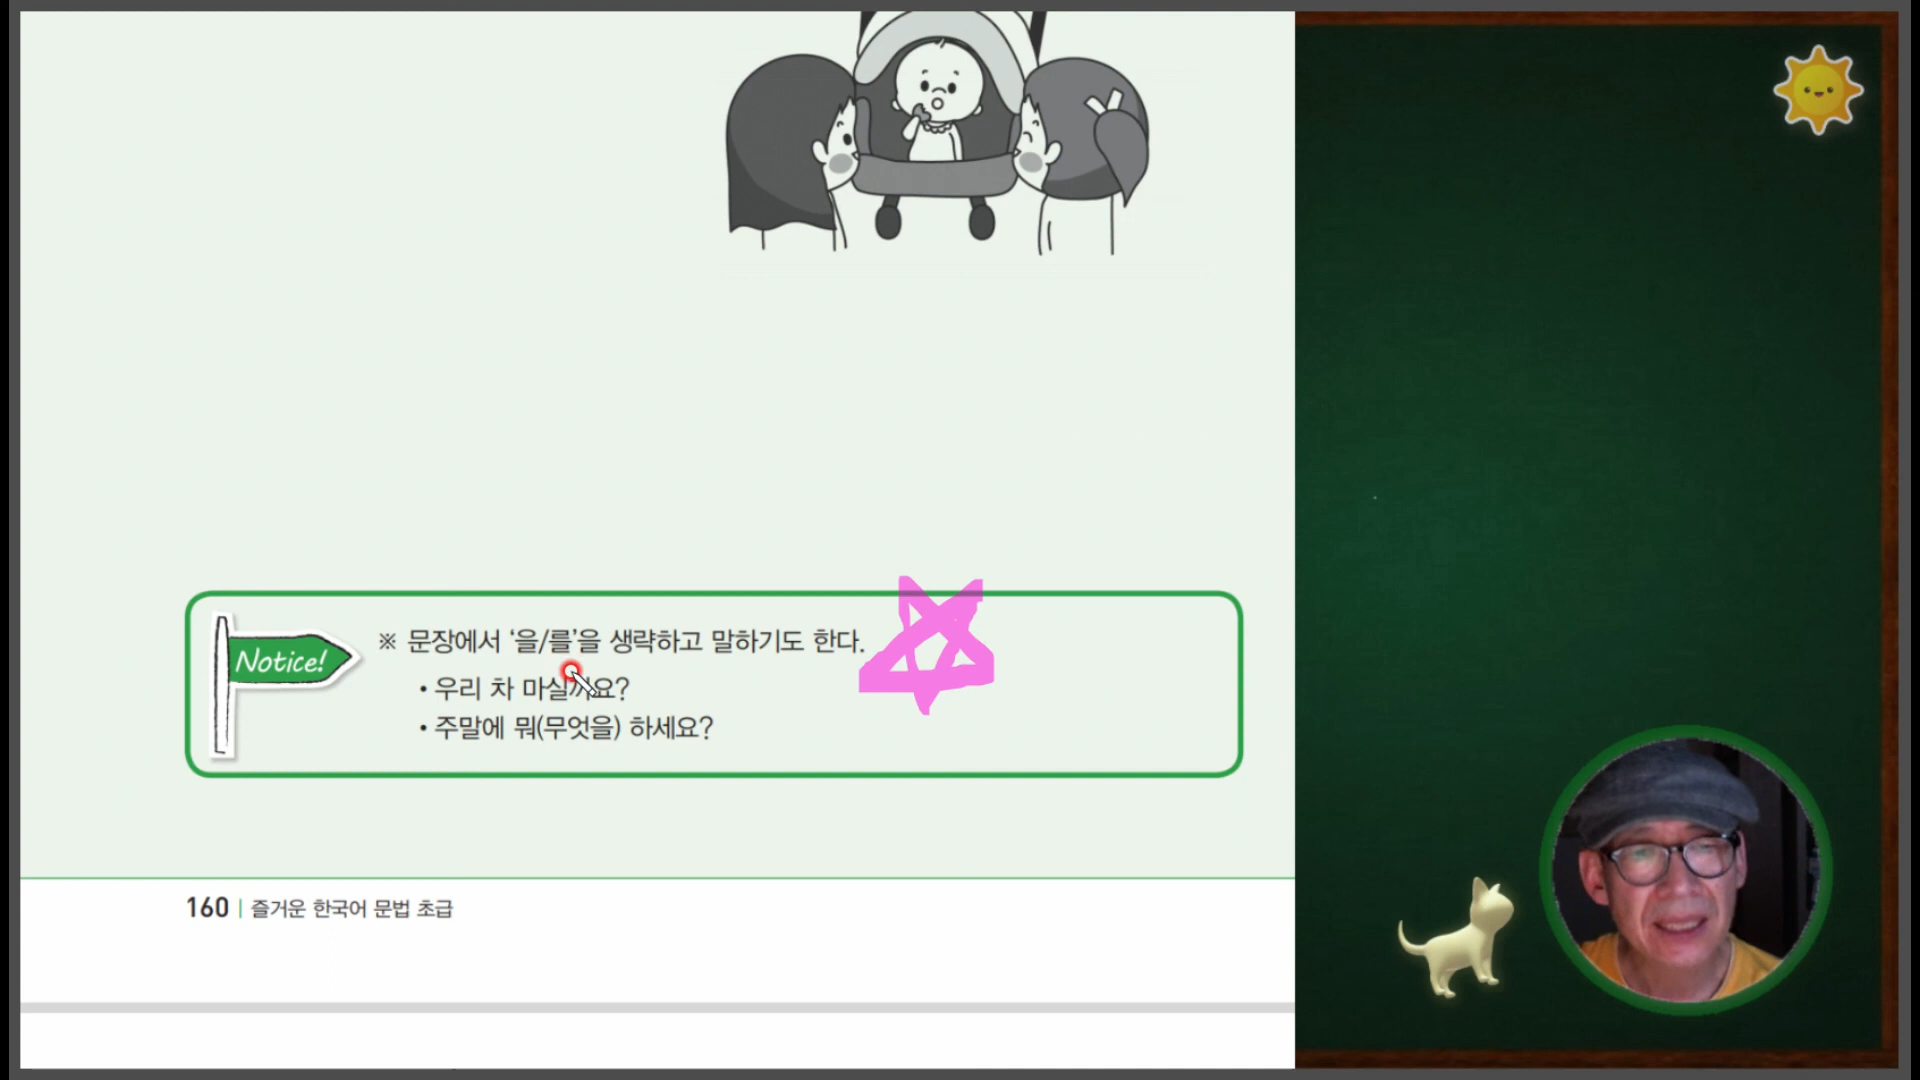 Notice!
※ 문장에서 ‘을/를’을 생략하고 말하기도 한다.
• 우리 차 마실까요?
• 주말에 뭐(무엇을) 하세요?
160 | 즐거운 한국어 문법 초급